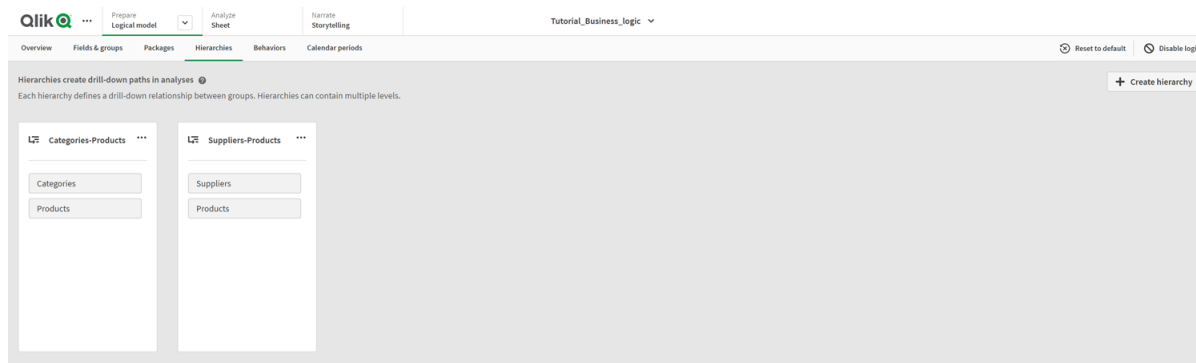 Qlik
Prepare
Logical model
Analyze
Sheet
Narrate
Storytelling
Tutorial_Business_logic
Overview Fields & groups Packages Hierarchies Behaviors Calendar periods
Reset to default Disable logi
Hierarchies create drill-down paths in analyses
Create hierarchy
Each hierarchy defines a drill-down relationship between groups. Hierarchies can contain multiple levels.
Categories-Products
Categories
Products
Suppliers-Products
Suppliers
Products